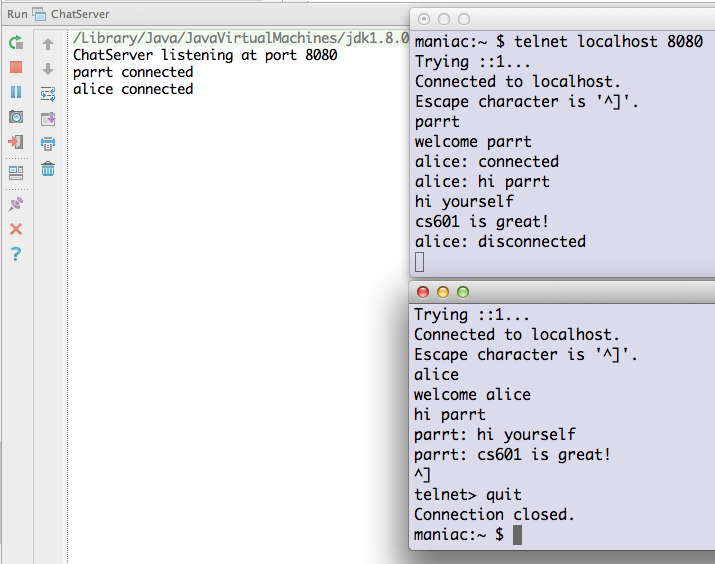 Run ChatServer
/Library/Java/JavaVirtualMachines/jdk1.8.0
ChatServer listening at port 8080
parrt connected
alice connected
maniac:~ $ telnet localhost 8080
Trying ::1...
Connected to localhost.
Escape character is '^]'.
parrt
welcome parrt
alice: connected
alice: hi parrt
hi yourself
cs601 is great!
alice: disconnected
Trying ::1...
Connected to localhost.
Escape character is '^]'.
alice
welcome alice
hi parrt
parrt: hi yourself
parrt: cs601 is great!
^]
telnet> quit
Connection closed.
maniac:~ $